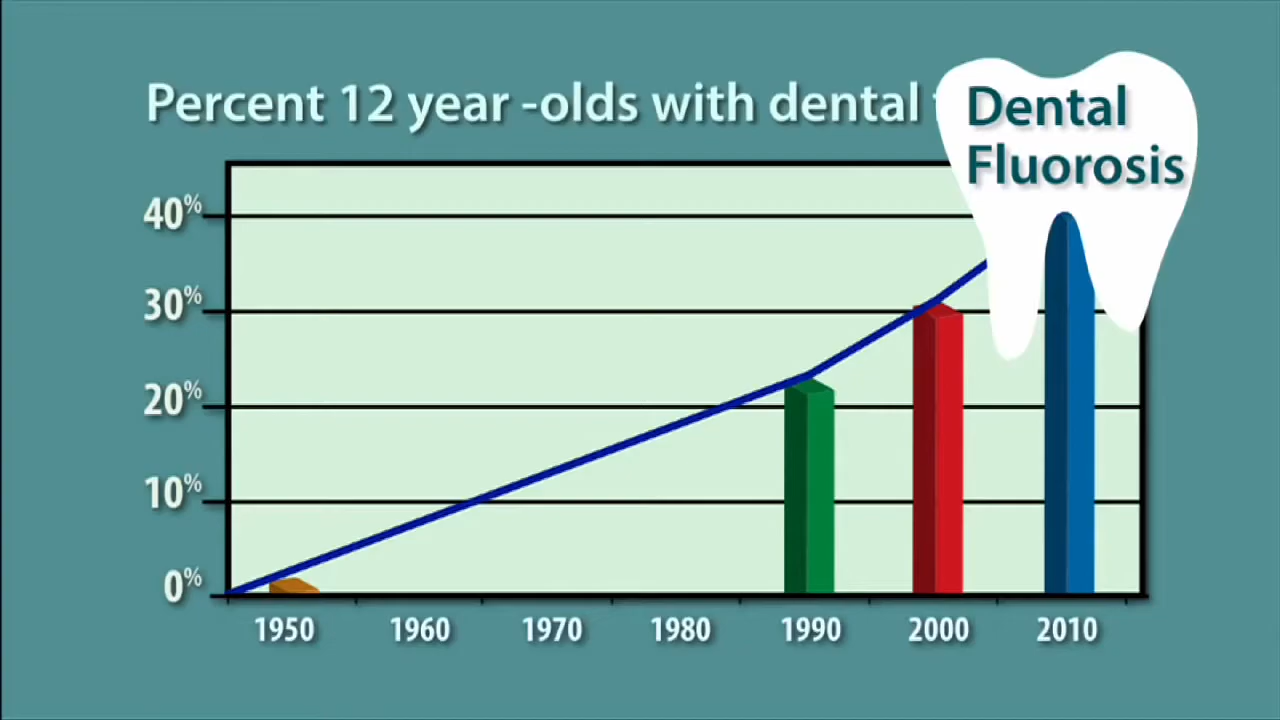 Percent 12 year -olds with dental
Dental
Fluorosis
40%
30%
20%
10%
0%
1950 1960 1970 1980 1990 2000 2010